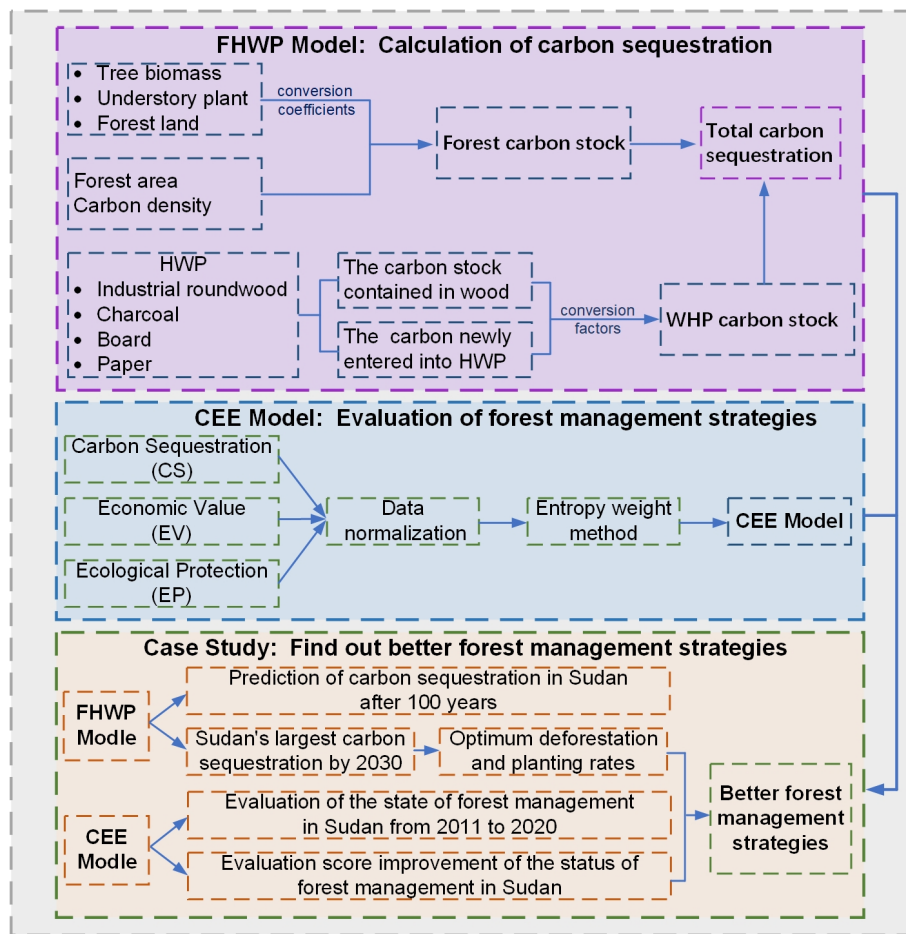 FHWP Model: Calculation of carbon sequestration
• Tree biomass
• Understory plant
• Forest land
conversion
coefficients
Forest area
Carbon density
Forest carbon stock
Total carbon
sequestration
HWP
• Industrial roundwood
• Charcoal
• Board
• Paper
The carbon stock
contained in wood
The carbon newly
entered into HWP
conversion
factors
WHP carbon stock
CEE Model: Evaluation of forest management strategies
Carbon Sequestration
(CS)
Economic Value
(EV)
Ecological Protection
(EP)
Data
normalization
Entropy weight
method
CEE Model
Case Study: Find out better forest management strategies
FHWP
Modle
Prediction of carbon sequestration in Sudan
after 100 years
Sudan's largest carbon
sequestration by 2030
Optimum deforestation
and planting rates
CEE
Modle
Evaluation of the state of forest management
in Sudan from 2011 to 2020
Evaluation score improvement of the status of
forest management in Sudan
Better forest
management
strategies